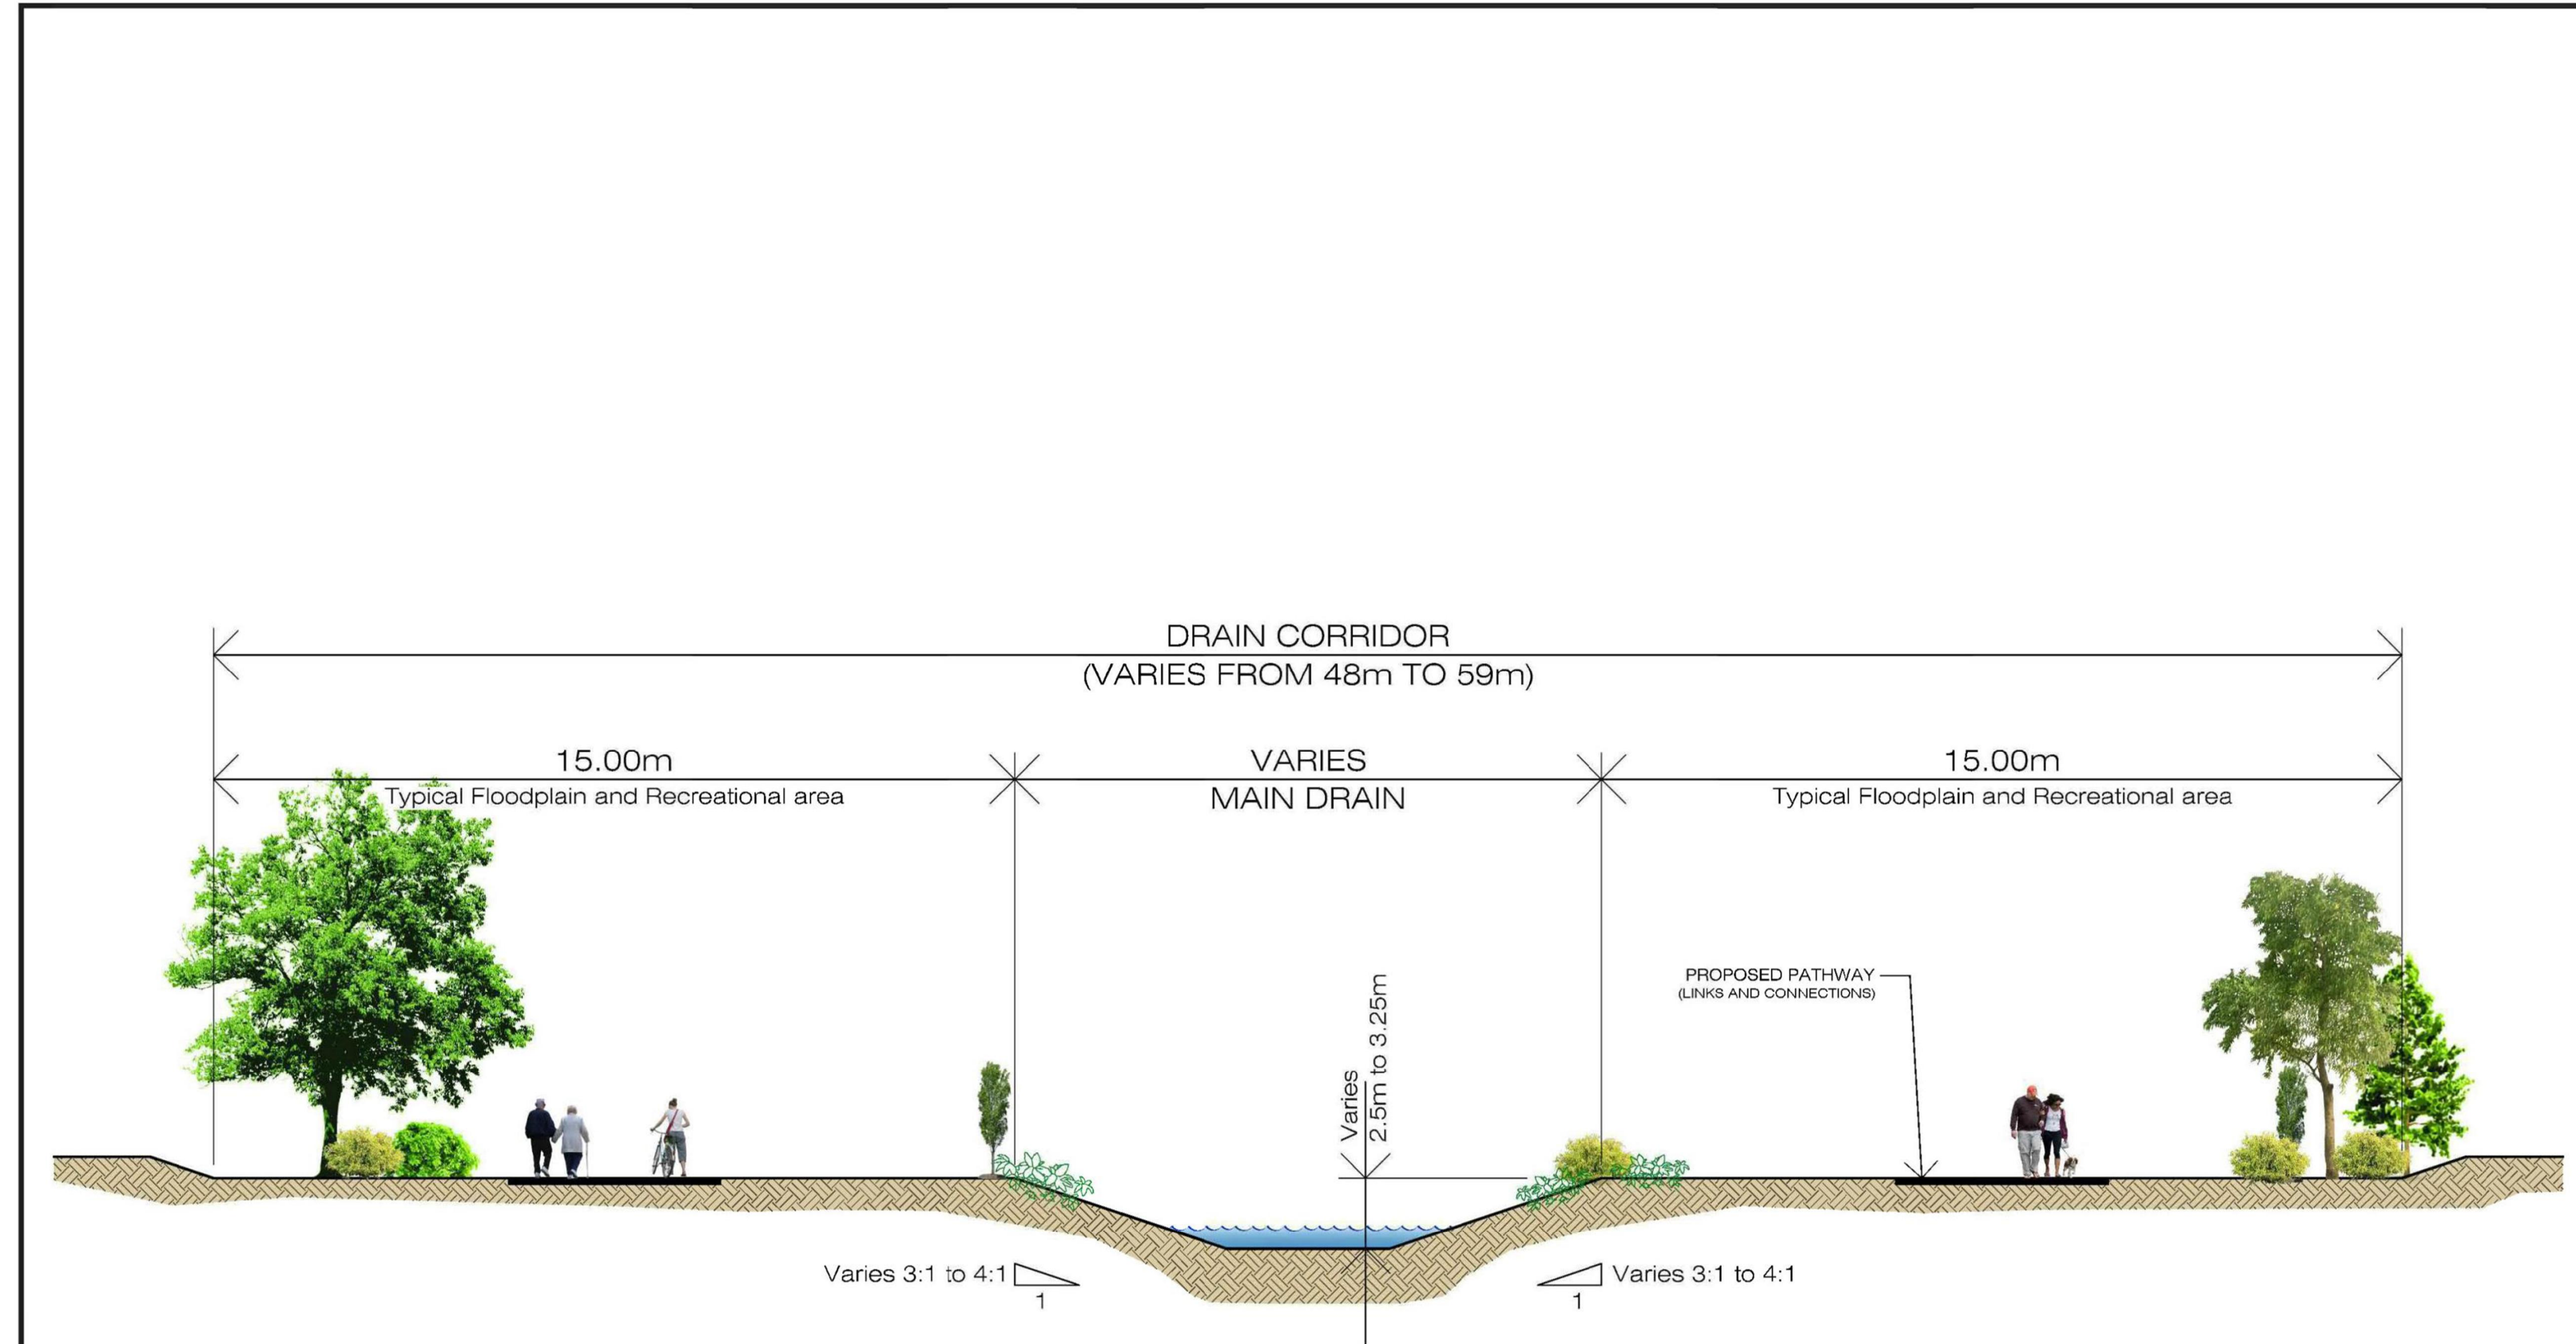 DRAIN CORRIDOR
(VARIES FROM 48m TO 59m)
15.00m
Typical Floodplain and Recreational area
VARIES
MAIN DRAIN
15.00m
Typical Floodplain and Recreational area
Varies
2.5m to 3.25m
PROPOSED PATHWAY
(LINKS AND CONNECTIONS)
Varies 3:1 to 4:1
1
Varies 3:1 to 4:1
1